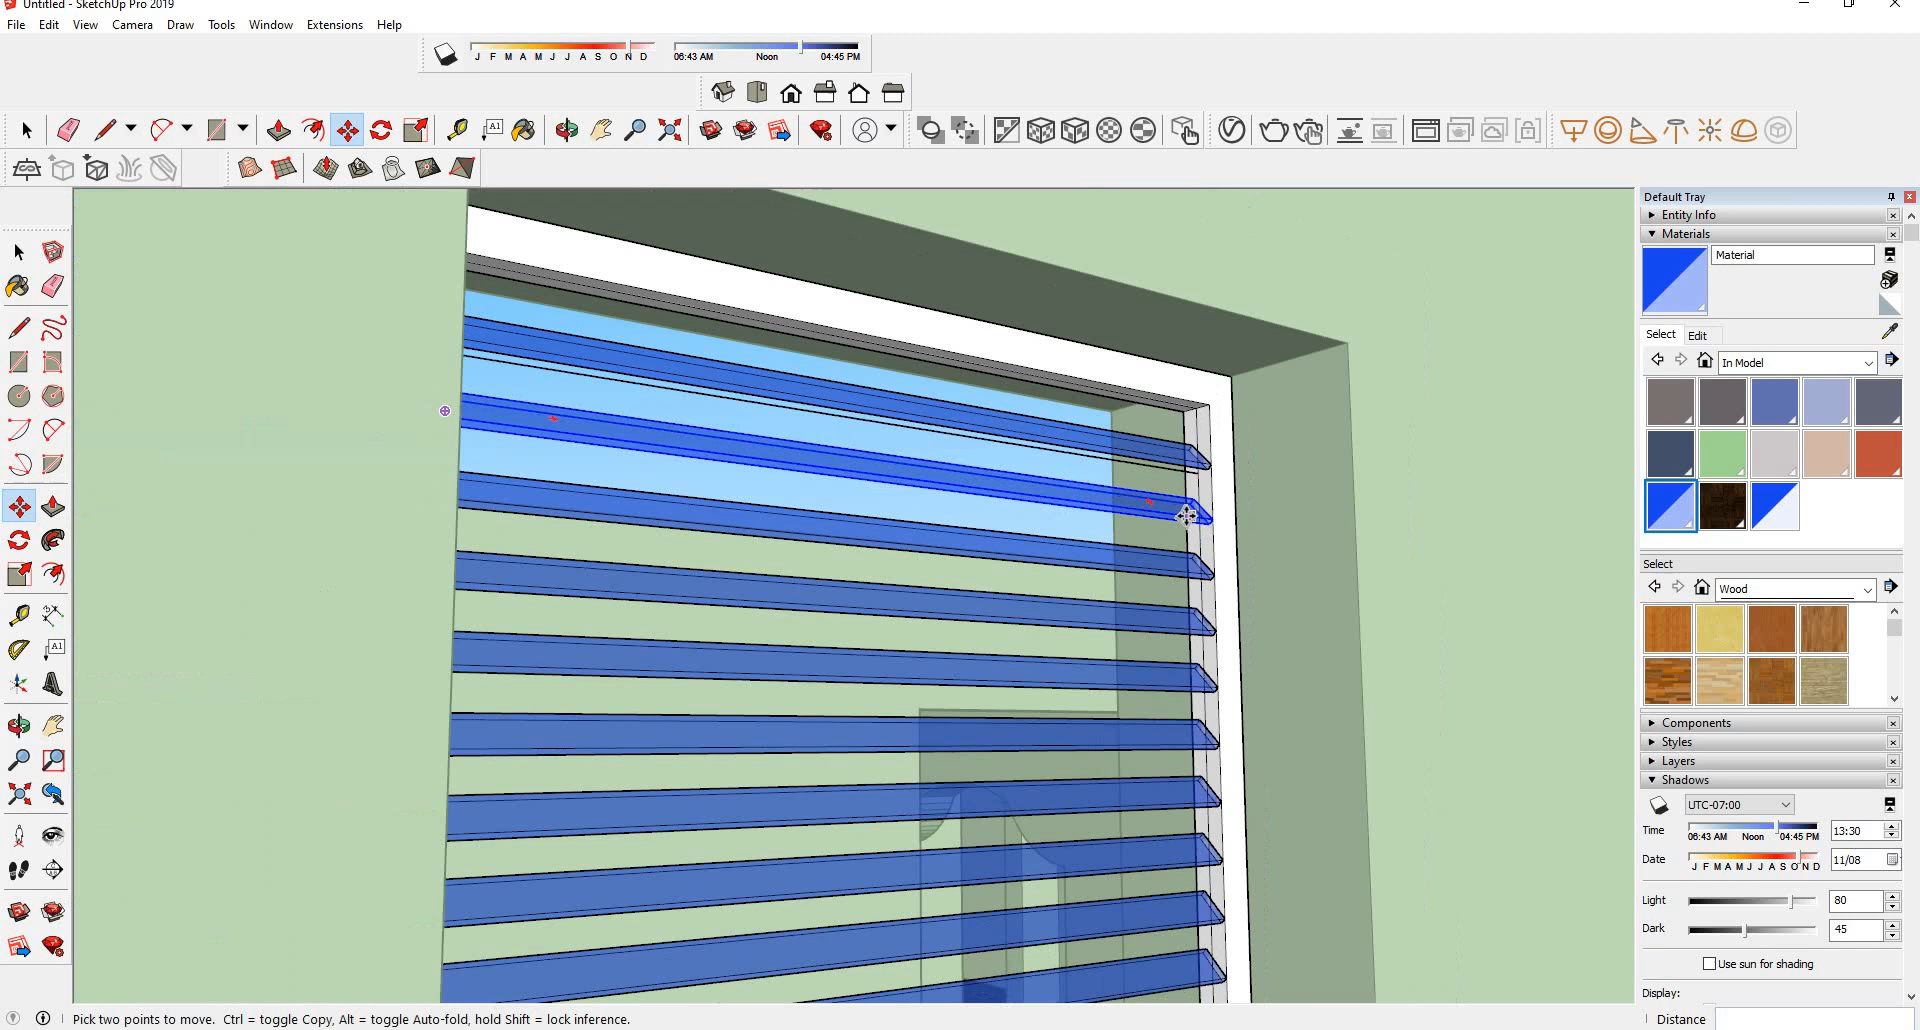 Untitled - SketchUp Pro 2019
File Edit View Camera Draw Tools Window Extensions Help
J F M A M J J A S O N D 06:43 AM Noon 04:45 PM
A1
Default Tray
Entity Info
Materials
Material
Select Edit
In Model
Select
Wood
A1
Components
Styles
Layers
Shadows
UTC-07:00
Time 06:43 AM Noon 04:45 PM 13:30
Date J F M A M J J A S O N D 11/08
Light 80
Dark 45
Use sun for shading
Display:
Pick two points to move. Ctrl = toggle Copy, Alt = toggle Auto-fold, hold Shift = lock inference.
Distance